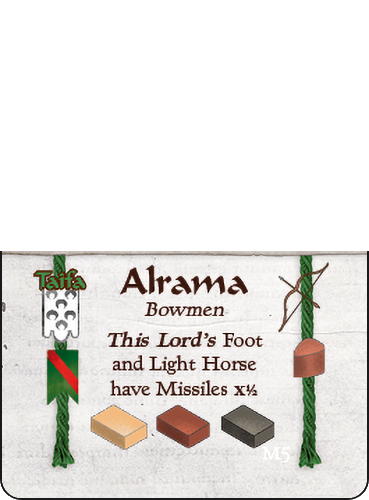 Taifa
Alrama
Bowmen
This Lord's Foot
and Light Horse
have Missiles x½
M5